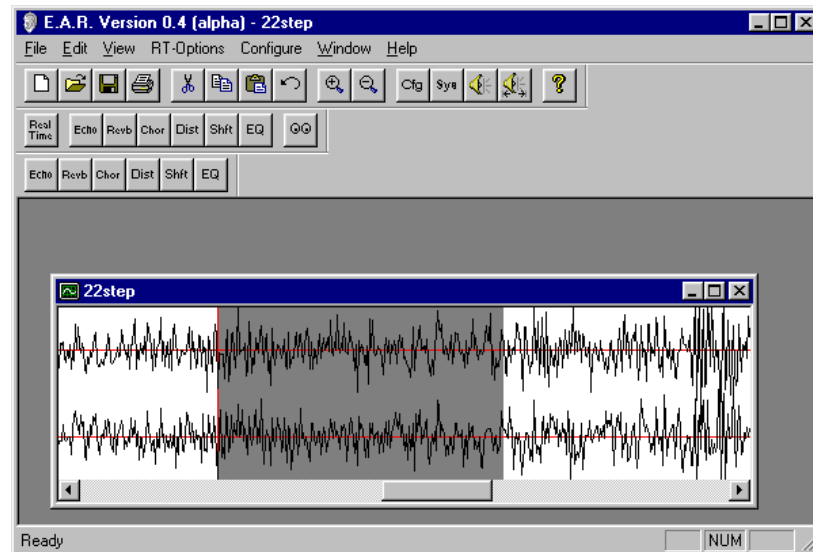 E.A.R. Version 0.4 (alpha) - 22step
File Edit View RT-Options Configure Window Help
Cfg Sys
Real
Time
Echo Revb Chor Dist Shft EQ
Echo Revb Chor Dist Shft EQ
22step
Ready NUM